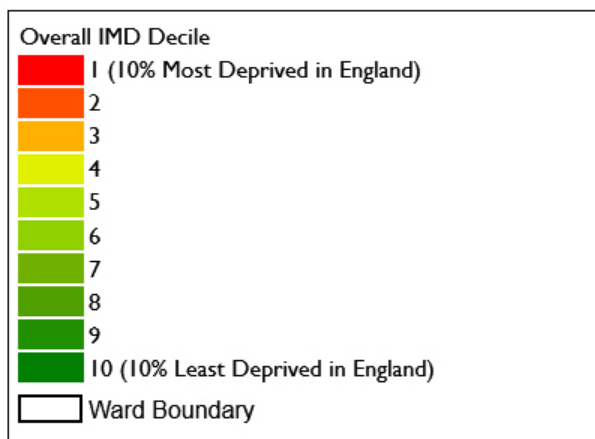 Overall IMD Decile
1 (10% Most Deprived in England)
2
3
4
5
6
7
8
9
10 (10% Least Deprived in England)
Ward Boundary